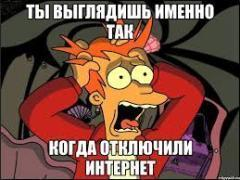 ТЫ ВЫГЛЯДИШЬ ИМЕННО
ТАК
КОГДА ОТКЛЮЧИЛИ
ИНТЕРНЕТ